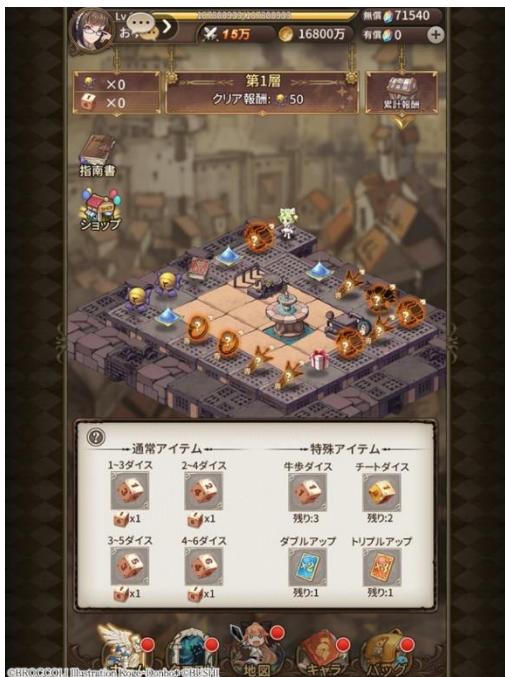 Lv
無償 71540
15万
16800万
有償 0
×0
×0
第1層
クリア報酬: 50
累計報酬
指南書
ショップ
通常アイテム
特殊アイテム
1~3ダイス
2~4ダイス
牛歩ダイス
チートダイス
x1
x1
残り:3
残り:2
3~5ダイス
4~6ダイス
ダブルアップ
トリプルアップ
×2
×3
x1
x1
残り:1
残り:1
地図
キャラ
バッグ
©BROCCOLI Illustration Koge-Donbo* ©BUSHI